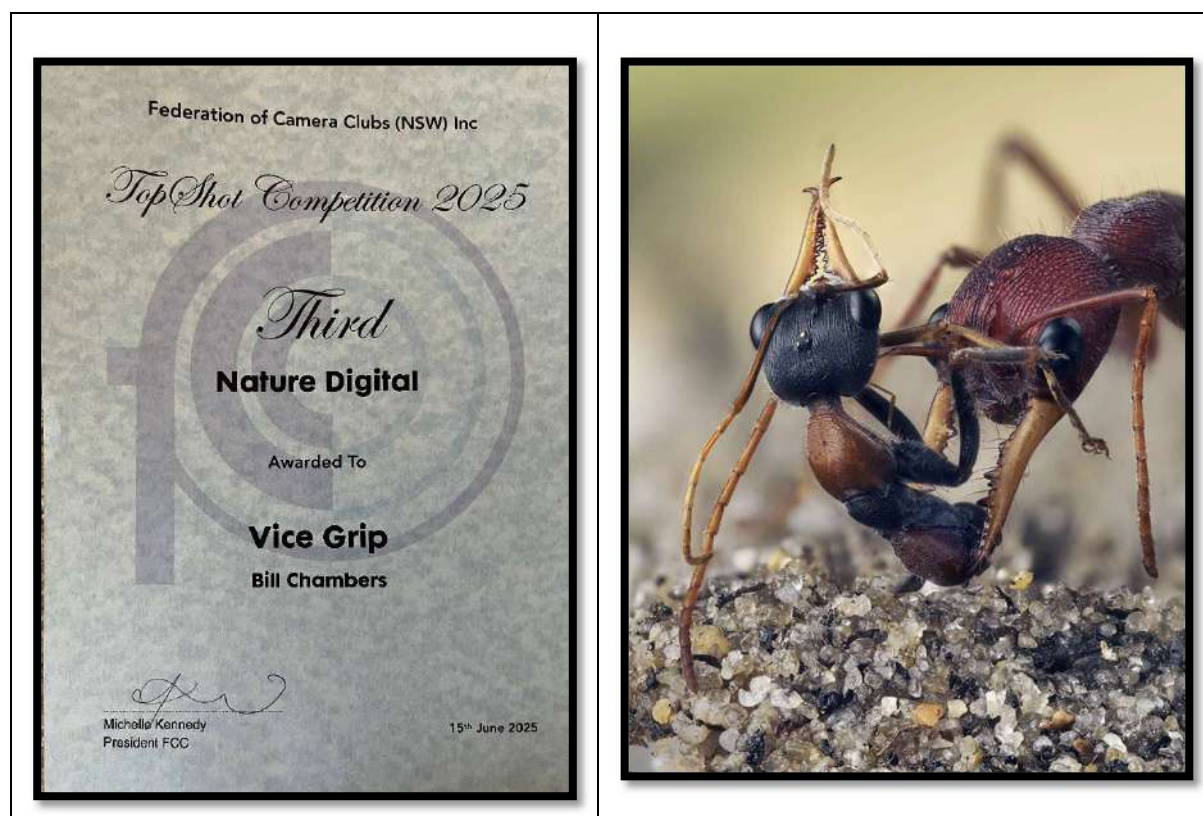 Federation of Camera Clubs (NSW) Inc
TopShot Competition 2025
Third
Nature Digital
Awarded To
Vice Grip
Bill Chambers
Michelle Kennedy
President FCC
15th June 2025